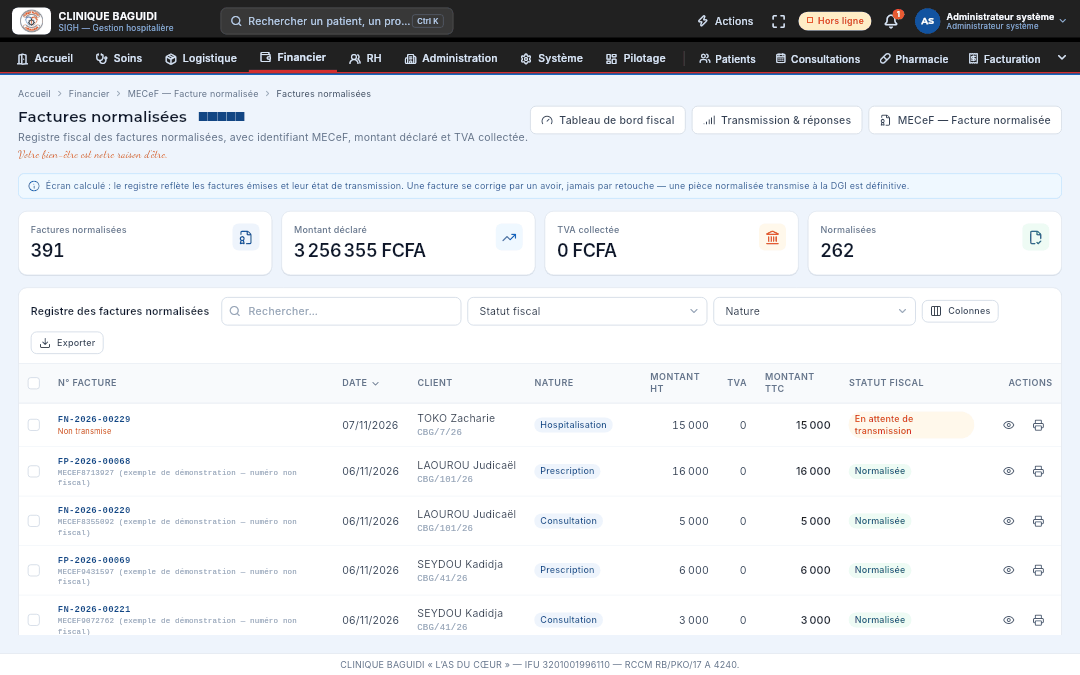 CLINIQUE BAGUIDI
SIGH — Gestion hospitalière
Rechercher un patient, un pro... Ctrl K
Actions
Hors ligne
1
AS
Administrateur système
Administrateur système
Accueil Soins Logistique Financier RH Administration Système Pilotage Patients Consultations Pharmacie Facturation
Accueil > Financier > MECeF — Facture normalisée > Factures normalisées
Factures normalisées
Registre fiscal des factures normalisées, avec identifiant MECeF, montant déclaré et TVA collectée.
Votre bien-être est notre raison d'être.
Tableau de bord fiscal
Transmission & réponses
MECeF — Facture normalisée
Écran calculé : le registre reflète les factures émises et leur état de transmission. Une facture se corrige par un avoir, jamais par retouche — une pièce normalisée transmise à la DGI est définitive.
Factures normalisées
391
Montant déclaré
3 256 355 FCFA
TVA collectée
0 FCFA
Normalisées
262
Registre des factures normalisées
Rechercher...
Statut fiscal
Nature
Colonnes
Exporter
N° FACTURE DATE CLIENT NATURE MONTANT HT TVA MONTANT TTC STATUT FISCAL ACTIONS
FN-2026-00229
Non transmise
07/11/2026
TOKO Zacharie
CBG/7/26
Hospitalisation
15 000 0 15 000
En attente de
transmission
FP-2026-00068
MECEF8713927 (exemple de démonstration — numéro non
fiscal)
06/11/2026
LAOUROU Judicaël
CBG/101/26
Prescription
16 000 0 16 000
Normalisée
FN-2026-00220
MECEF8355092 (exemple de démonstration — numéro non
fiscal)
06/11/2026
LAOUROU Judicaël
CBG/101/26
Consultation
5 000 0 5 000
Normalisée
FP-2026-00069
MECEF9431597 (exemple de démonstration — numéro non
fiscal)
06/11/2026
SEYDOU Kadidja
CBG/41/26
Prescription
6 000 0 6 000
Normalisée
FN-2026-00221
MECEF9072762 (exemple de démonstration — numéro non
fiscal)
06/11/2026
SEYDOU Kadidja
CBG/41/26
Consultation
3 000 0 3 000
Normalisée
CLINIQUE BAGUIDI « L'AS DU CŒUR » — IFU 3201001996110 — RCCM RB/PKO/17 A 4240.